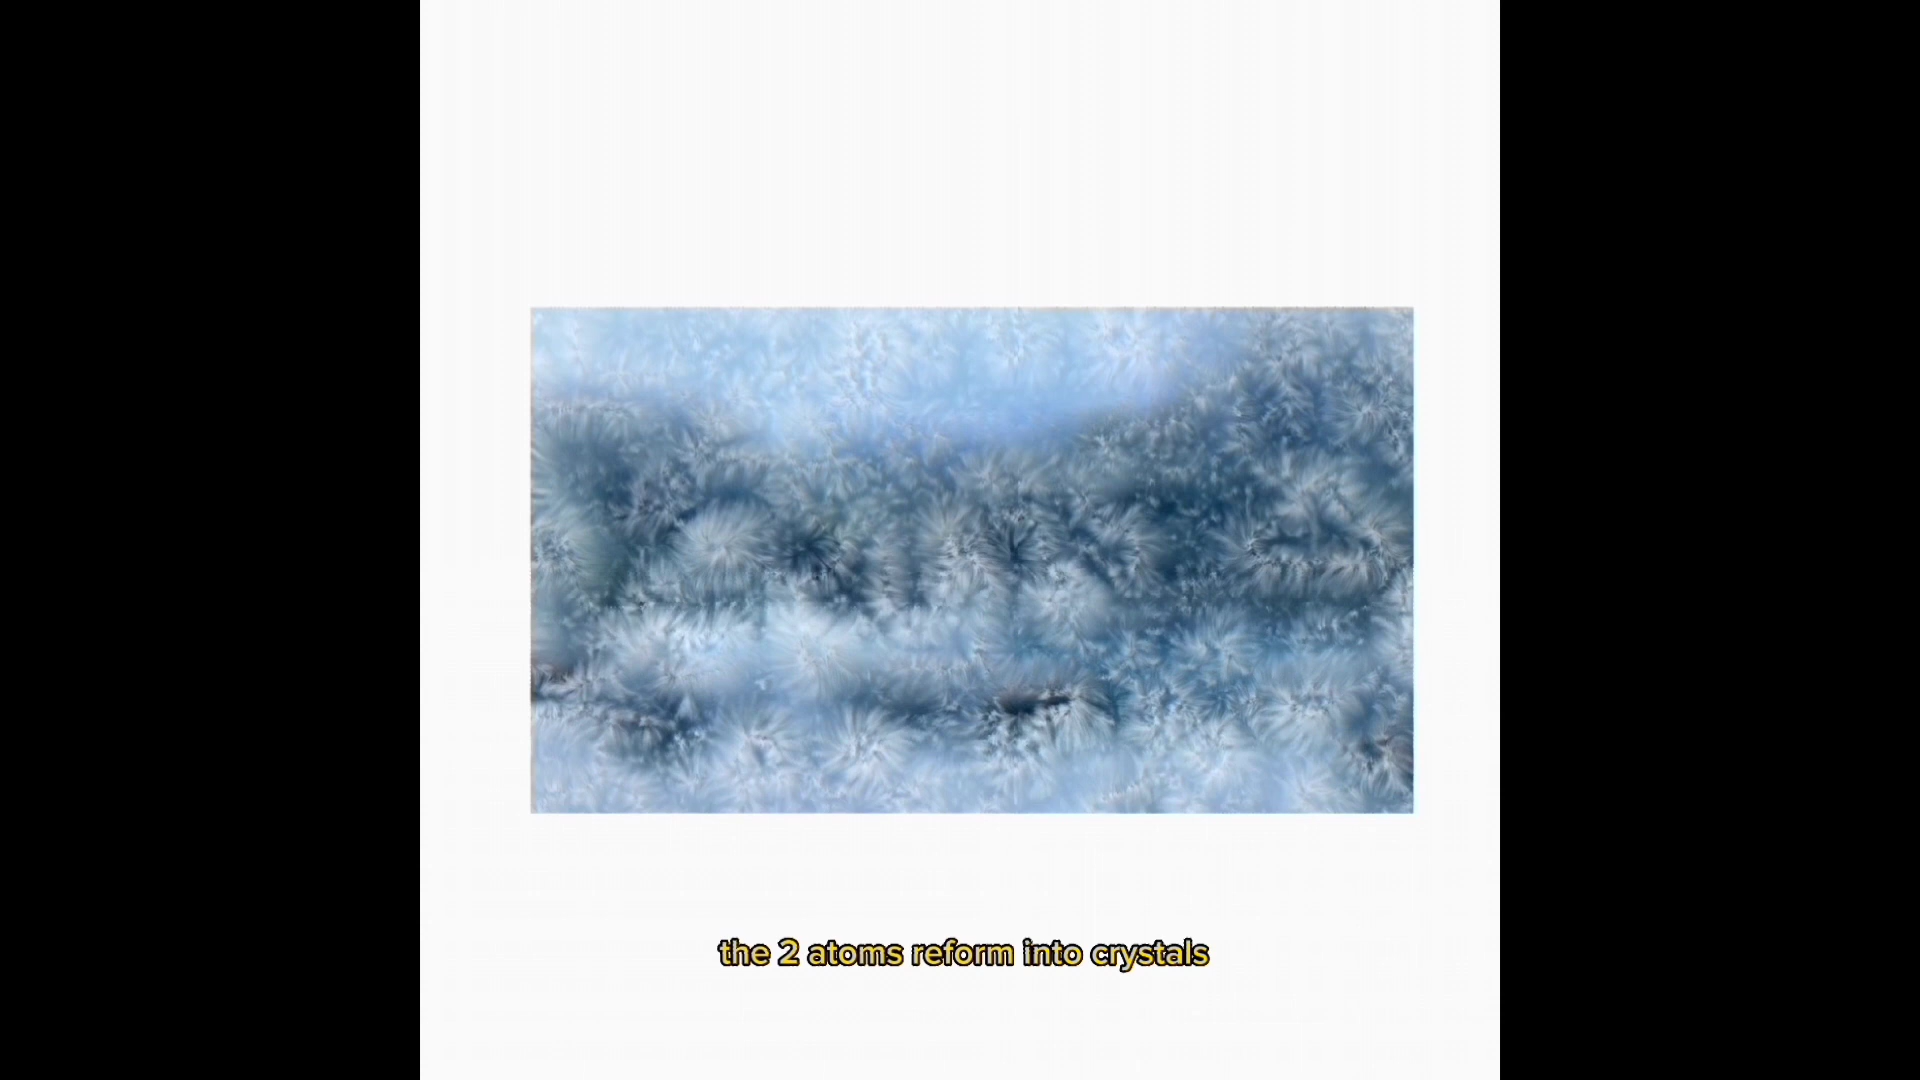 the 2 atoms reform into crystals